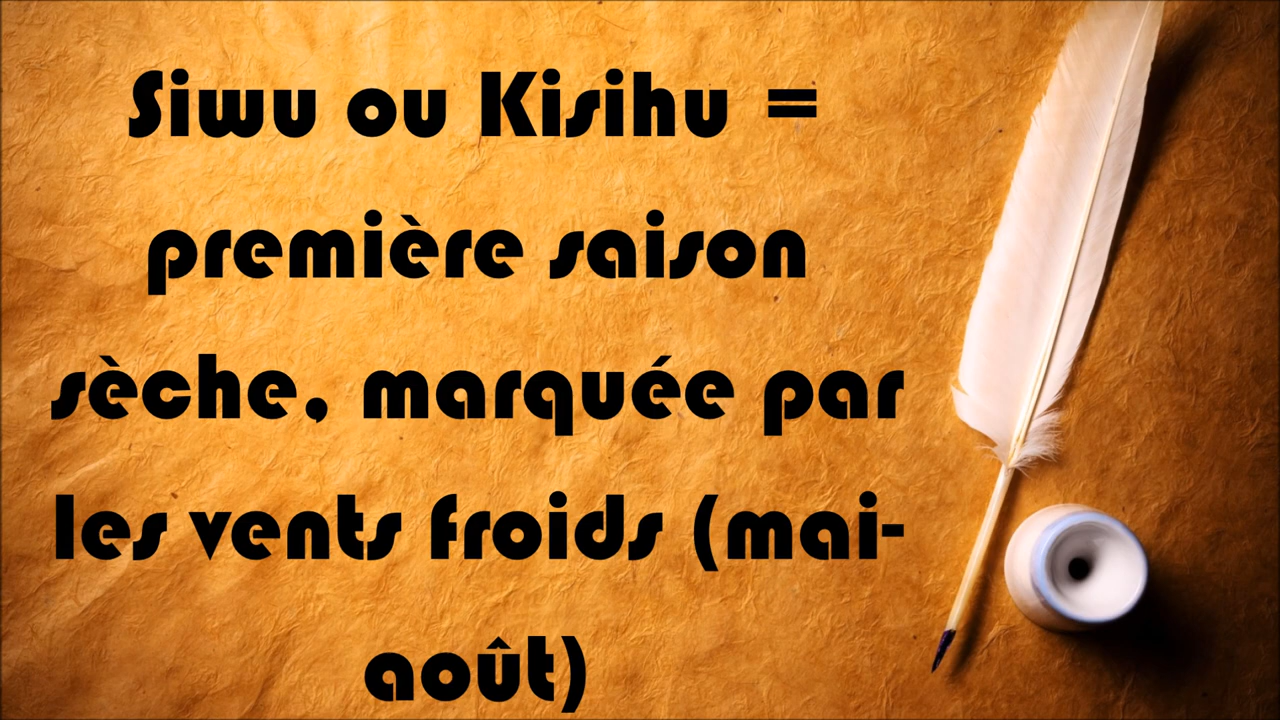 Siwu ou Kisihu =
première saison
sèche, marquée par
les vents froids (mai-
août)